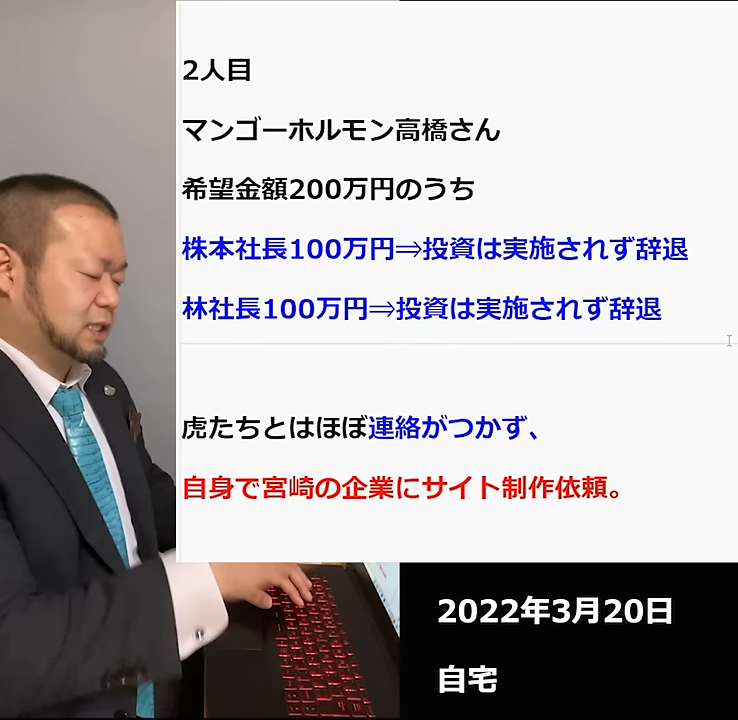 2人目
マンゴーホルモン高橋さん
希望金額200万円のうち
株本社長100万円⇒投資は実施されず辞退
林社長100万円⇒投資は実施されず辞退
虎たちとはほぼ連絡がつかず、
自身で宮崎の企業にサイト制作依頼。
2022年3月20日
自宅